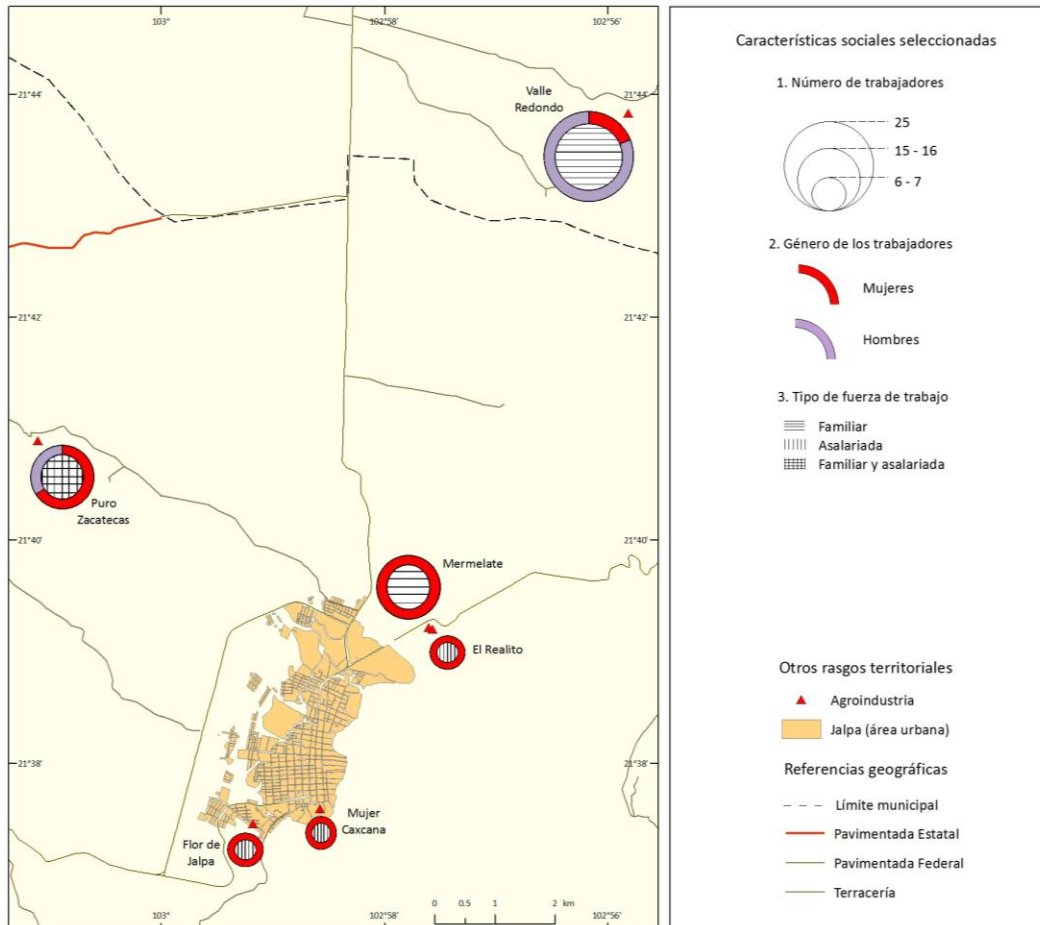 103°
102°58'
102°56'
21°44'
21°44'
Valle
Redondo
21°42'
21°42'
Puro
Zacatecas
21°40'
21°40'
Mermelate
El Realito
21°38'
21°38'
Mujer
Caxcana
Flor de
Jalpa
0 0.5 1 2 km
103°
102°58'
102°56'
Características sociales seleccionadas
1. Número de trabajadores
25
15 - 16
6 - 7
2. Género de los trabajadores
Mujeres
Hombres
3. Tipo de fuerza de trabajo
Familiar
Asalariada
Familiar y asalariada
Otros rasgos territoriales
Agroindustria
Jalpa (área urbana)
Referencias geográficas
Límite municipal
Pavimentada Estatal
Pavimentada Federal
Terracería